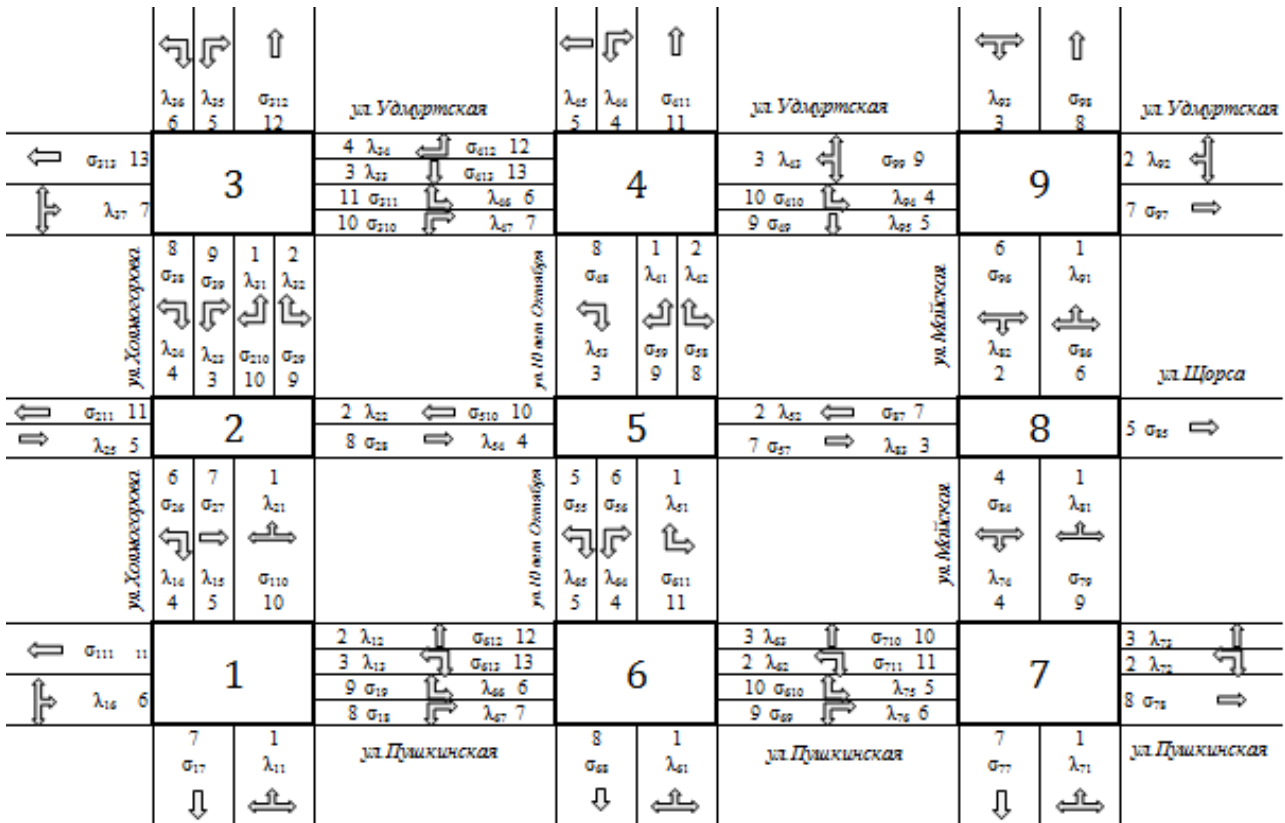 λ₃₆ λ₃₅ σ₃₁₂ ул.Удмуртская λ₄₅ λ₄₄ σ₄₁₁ ул.Удмуртская λ₉₃ σ₉₈ ул.Удмуртская
6 5 12 5 4 11 3 8
σ₃₁₃ 13 4 λ₃₄ σ₄₁₂ 12 3 λ₄₃ σ₉₉ 9 2 λ₉₂
3 λ₃₃ σ₄₁₃ 13
3 4 9
λ₃₇ 7 11 σ₃₁₁ λ₄₆ 6 10 σ₄₁₀ λ₉₄ 4 7 σ₉₇
10 σ₃₁₀ λ₄₇ 7 9 σ₄₉ λ₉₅ 5
8 9 1 2 8 1 2 6 1
σ₃₈ σ₃₉ λ₃₁ λ₃₂ σ₄₈ λ₄₁ λ₄₂ σ₉₆ λ₉₁
ул.Холмогорова ул.10 лет Октября ул.Майская
λ₂₄ λ₂₃ σ₂₁₀ σ₂₉ λ₅₃ σ₅₉ σ₅₈ λ₈₂ σ₈₆
4 3 10 9 3 9 8 2 6 ул.Щорса
σ₂₁₁ 11 2 λ₂₂ σ₅₁₀ 10 2 λ₅₂ σ₈₇ 7
2 5 8 5 σ₈₅
λ₂₅ 5 8 σ₂₈ λ₅₄ 4 7 σ₅₇ λ₈₃ 3
6 7 1 5 6 1 4 1
σ₂₆ σ₂₇ λ₂₁ σ₅₅ σ₅₆ λ₅₁ σ₈₄ λ₈₁
ул.Холмогорова ул.10 лет Октября ул.Майская
λ₁₄ λ₁₅ σ₁₁₀ λ₆₅ λ₆₄ σ₆₁₁ λ₇₄ σ₇₉
4 5 10 5 4 11 4 9
σ₁₁₁ 11 2 λ₁₂ σ₆₁₂ 12 3 λ₆₃ σ₇₁₀ 10 3 λ₇₃
3 λ₁₃ σ₆₁₃ 13 2 λ₆₂ σ₇₁₁ 11 2 λ₇₂
1 6 7
λ₁₆ 6 9 σ₁₉ λ₆₆ 6 10 σ₆₁₀ λ₇₅ 5 8 σ₇₈
8 σ₁₈ λ₆₇ 7 9 σ₆₉ λ₇₆ 6
7 1 ул.Пушкинская 8 1 ул.Пушкинская 7 1 ул.Пушкинская
σ₁₇ λ₁₁ σ₆₈ λ₆₁ σ₇₇ λ₇₁